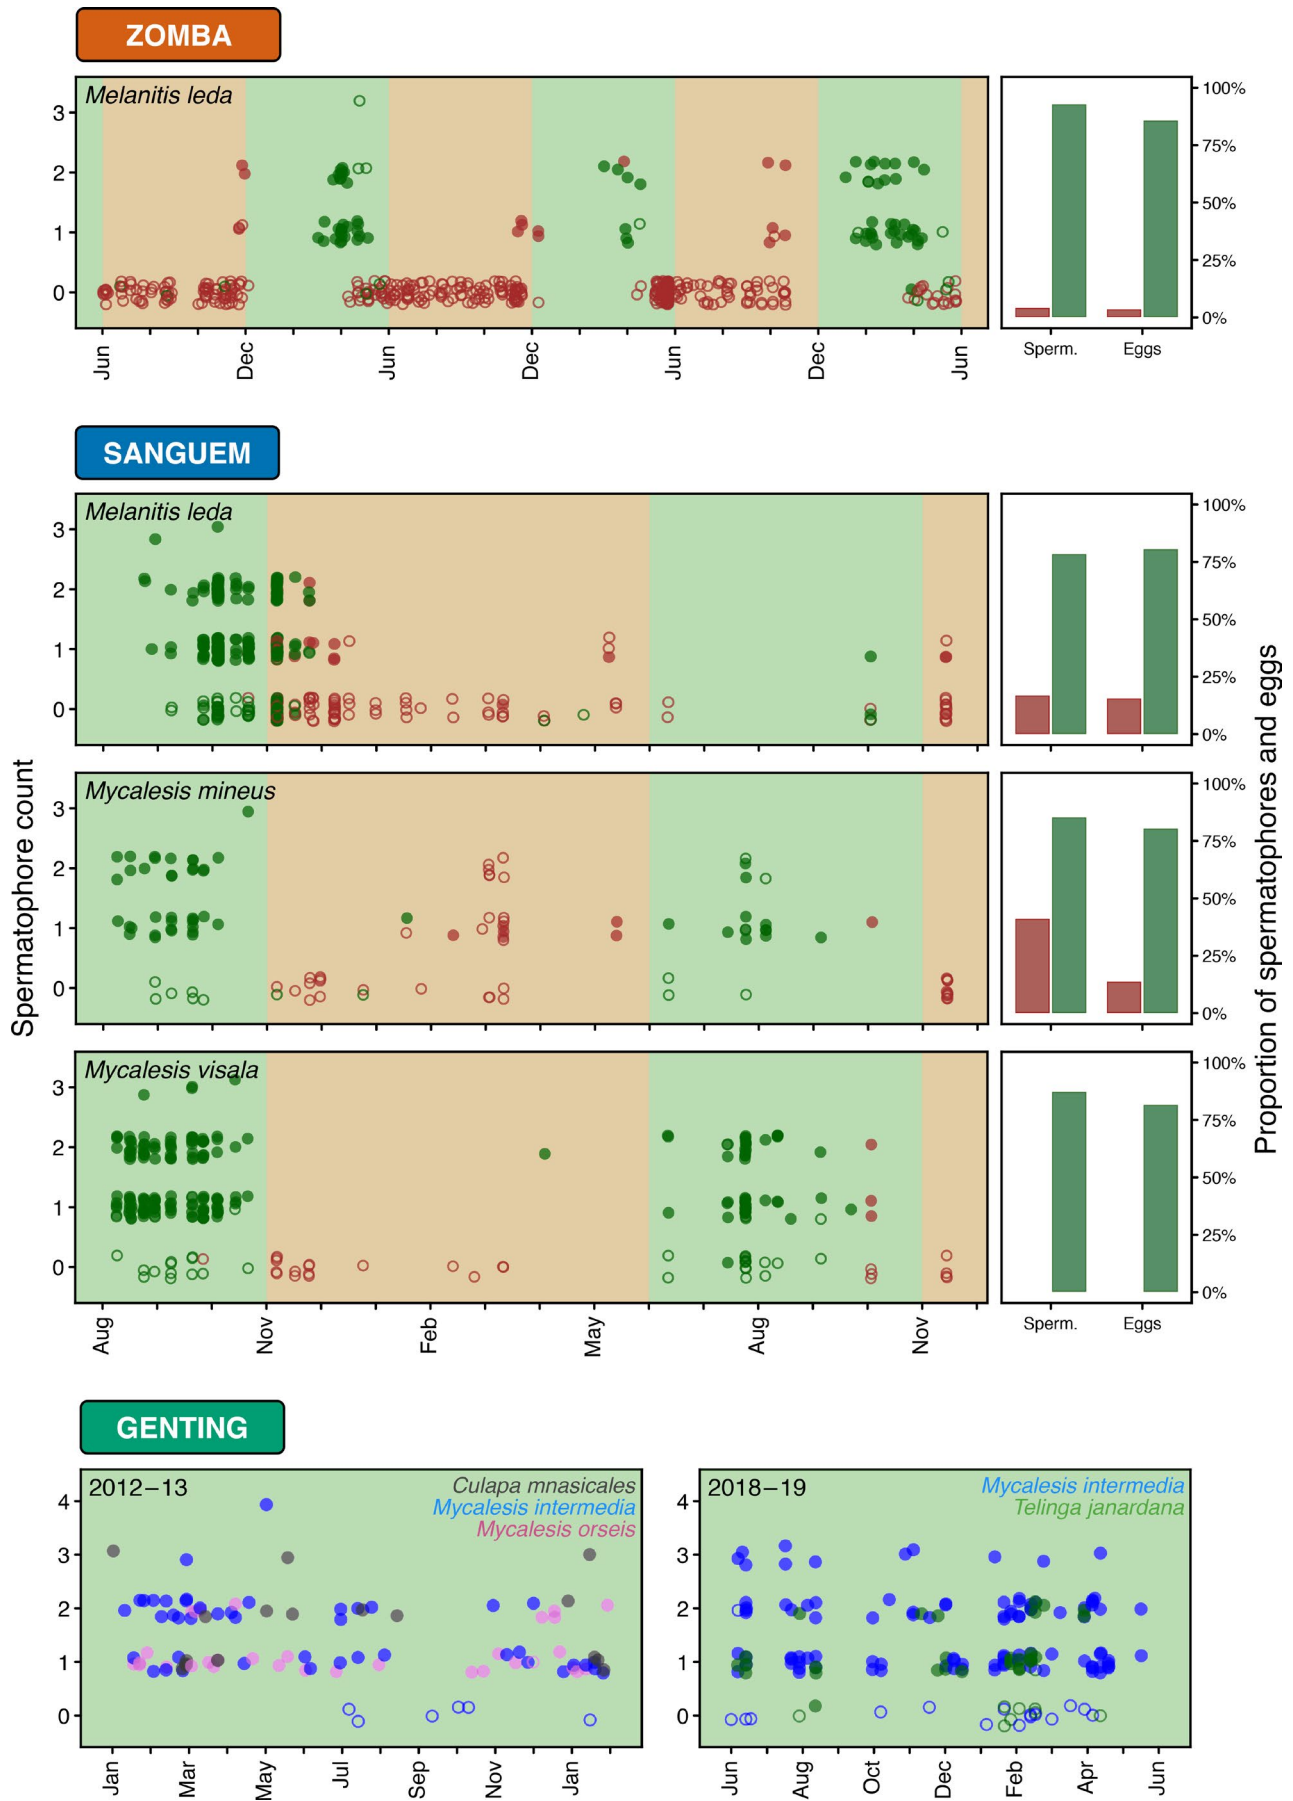 ZOMBA
Melanitis leda
3
2
1
0
Jun
Dec
Jun
Dec
Jun
Dec
Jun
100%
75%
50%
25%
0%
Sperm.
Eggs
SANGUEM
Spermatophore count
Proportion of spermatophores and eggs
Melanitis leda
3
2
1
0
100%
75%
50%
25%
0%
Mycalesis mineus
3
2
1
0
100%
75%
50%
25%
0%
Mycalesis visala
3
2
1
0
Aug
Nov
Feb
May
Aug
Nov
100%
75%
50%
25%
0%
Sperm.
Eggs
GENTING
2012–13
Culapa mnasicales
Mycalesis intermedia
Mycalesis orseis
4
3
2
1
0
Jan
Mar
May
Jul
Sep
Nov
Jan
2018–19
Mycalesis intermedia
Telinga janardana
4
3
2
1
0
Jun
Aug
Oct
Dec
Feb
Apr
Jun